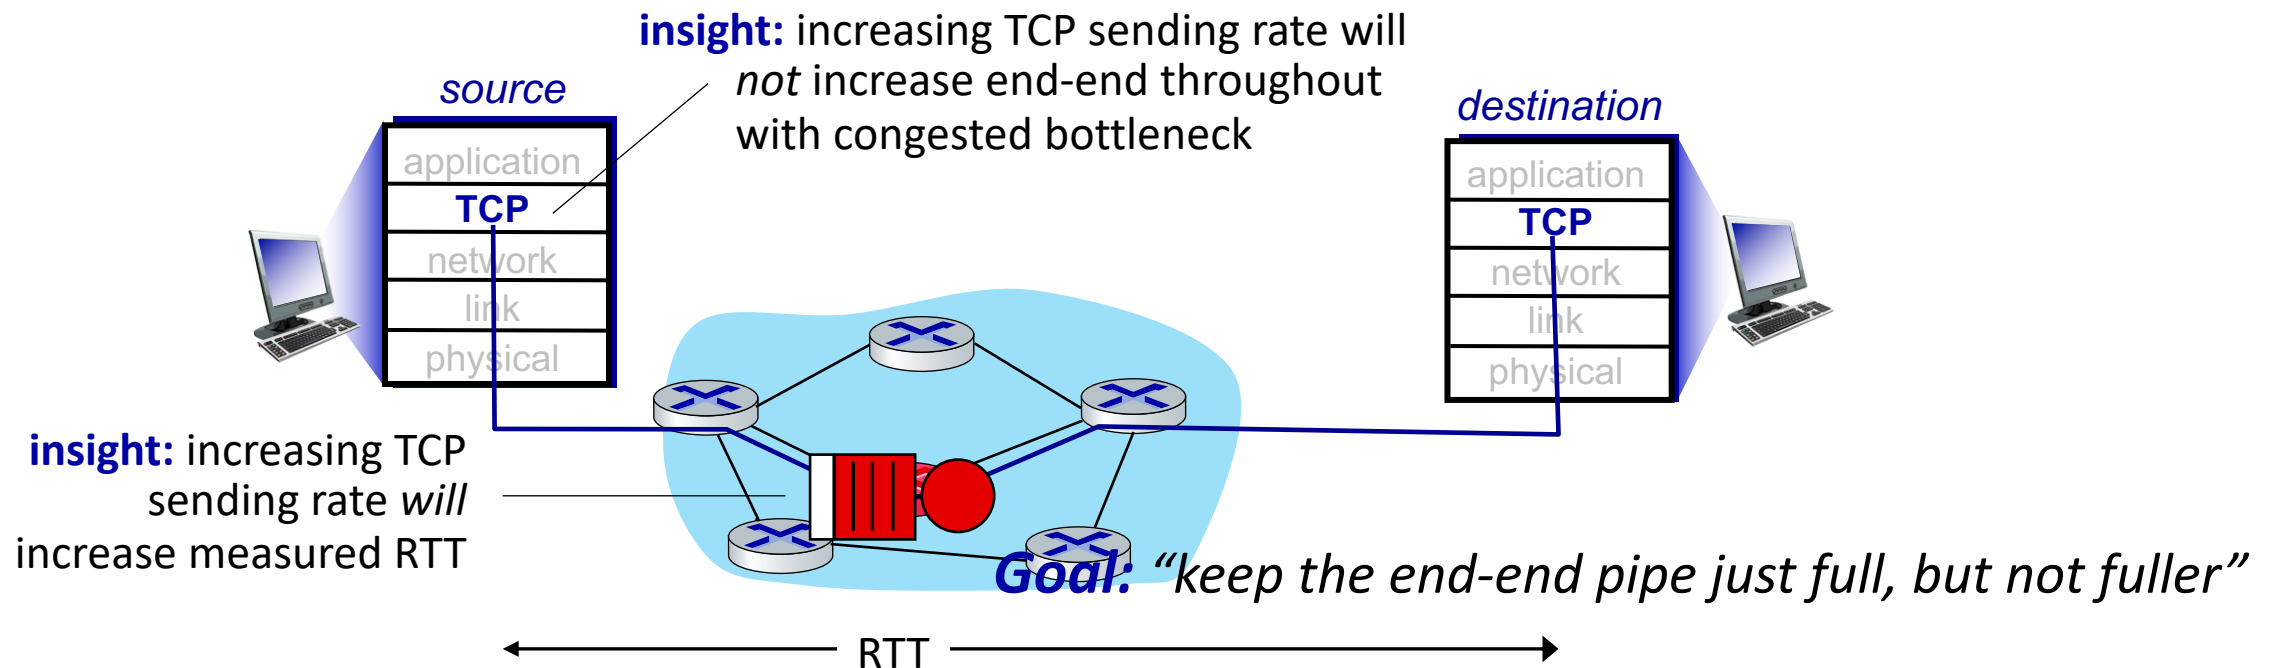 insight: increasing TCP sending rate will
not increase end-end throughout
with congested bottleneck
source
application
TCP
network
link
physical
destination
application
TCP
network
link
physical
insight: increasing TCP
sending rate will
increase measured RTT
Goal: “keep the end-end pipe just full, but not fuller”
RTT